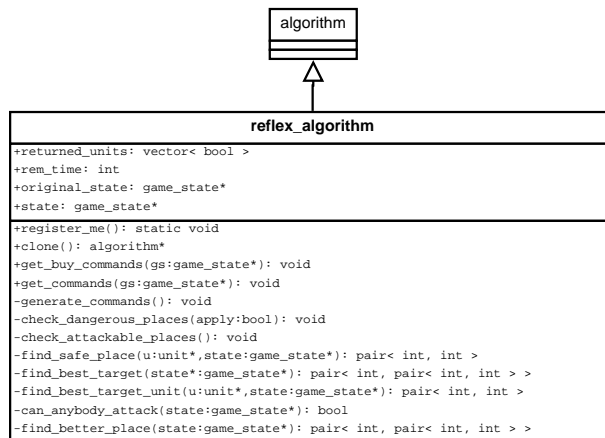 algorithm
reflex_algorithm
+returned_units: vector< bool >
+rem_time: int
+original_state: game_state*
+state: game_state*
+register_me(): static void
+clone(): algorithm*
+get_buy_commands(gs:game_state*): void
+get_commands(gs:game_state*): void
-generate_commands(): void
-check_dangerous_places(apply:bool): void
-check_attackable_places(): void
-find_safe_place(u:unit*,state:game_state*): pair< int, int >
-find_best_target(state*:game_state*): pair< int, pair< int, int > >
-find_best_target_unit(u:unit*,state:game_state*): pair< int, int >
-can_anybody_attack(state:game_state*): bool
-find_better_place(state:game_state*): pair< int, pair< int, int > >